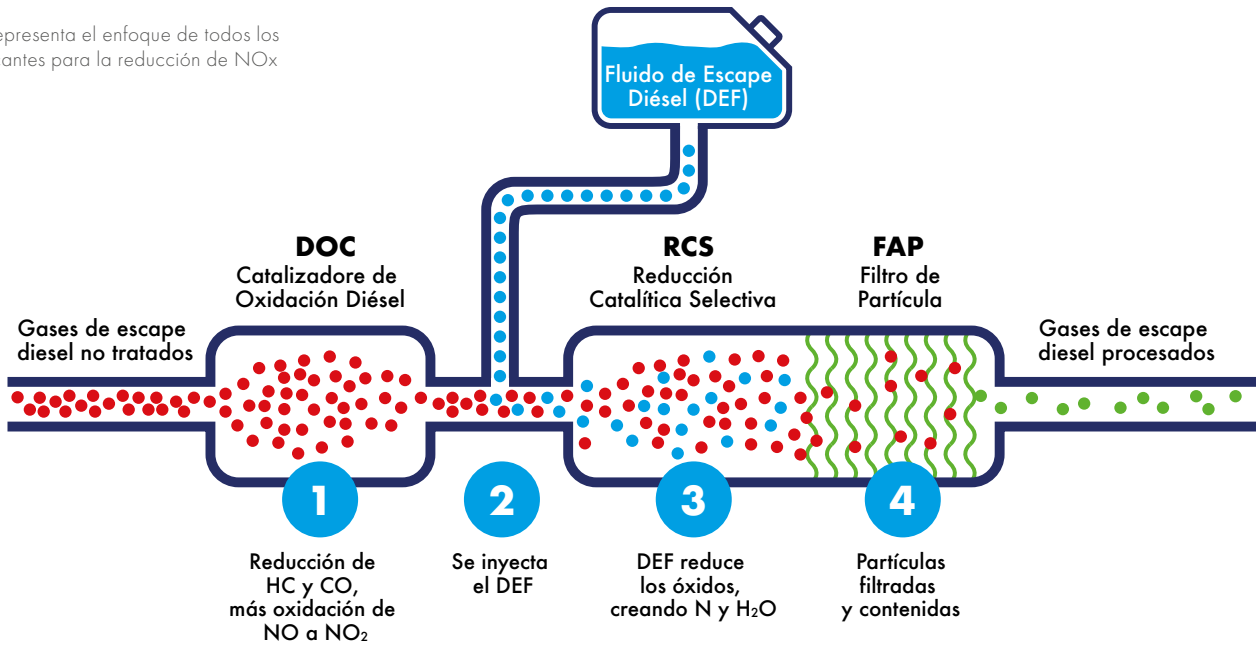 epresenta el enfoque de todos los
antes para la reducción de NOx
Fluido de Escape
Diésel (DEF)
DOC
Catalizadore de
Oxidación Diésel
RCS
Reducción
Catalítica Selectiva
FAP
Filtro de
Partícula
Gases de escape
diesel no tratados
Gases de escape
diesel procesados
1
2
3
4
Reducción de
HC y CO,
más oxidación de
NO a NO₂
Se inyecta
el DEF
DEF reduce
los óxidos,
creando N y H₂O
Partículas
filtradas
y contenidas